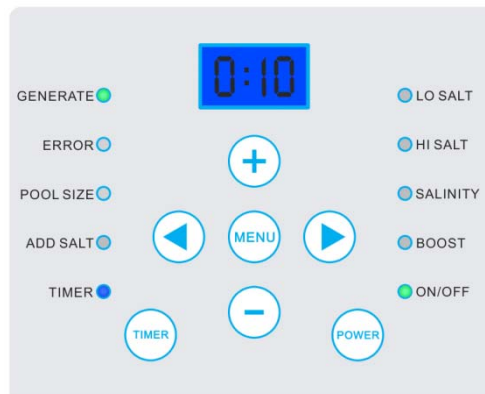 0:10
GENERATE
LO SALT
ERROR
HI SALT
POOL SIZE
SALINITY
MENU
ADD SALT
BOOST
TIMER
ON/OFF
TIMER
POWER